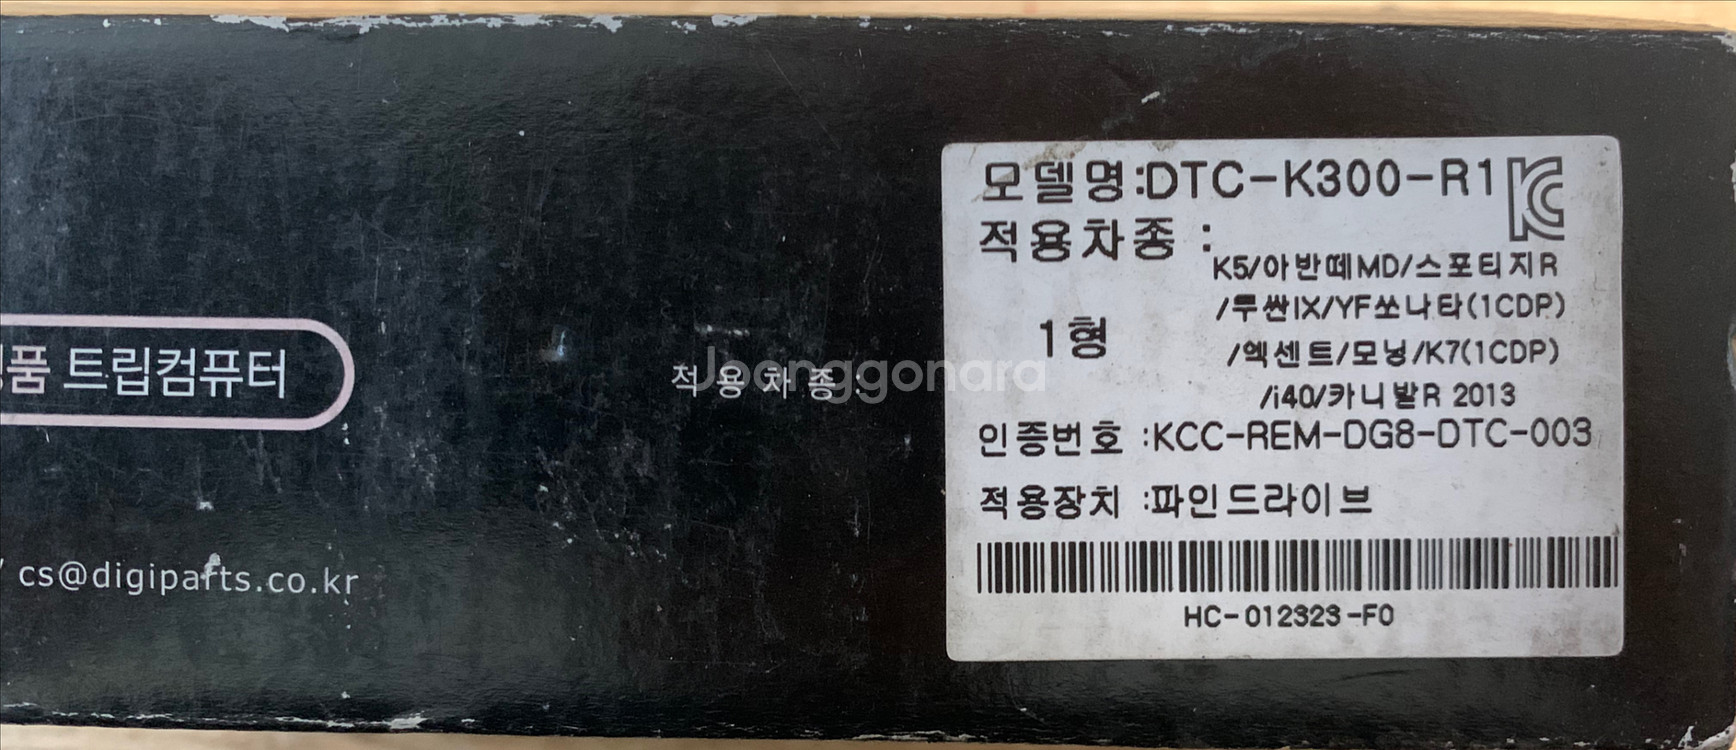 품 트립컴퓨터
cs@digiparts.co.kr
적용차종:
Joonggonara
모델명:DTC-K300-R1
적용차종 :
K5/아반떼MD/스포티지R
/투싼IX/YF쏘나타(1CDP)
1형
/엑센트/모닝/K7(1CDP)
/i40/카니발R 2013
인증번호 :KCC-REM-DG8-DTC-003
적용장치 :파인드라이브
HC-012323-F0